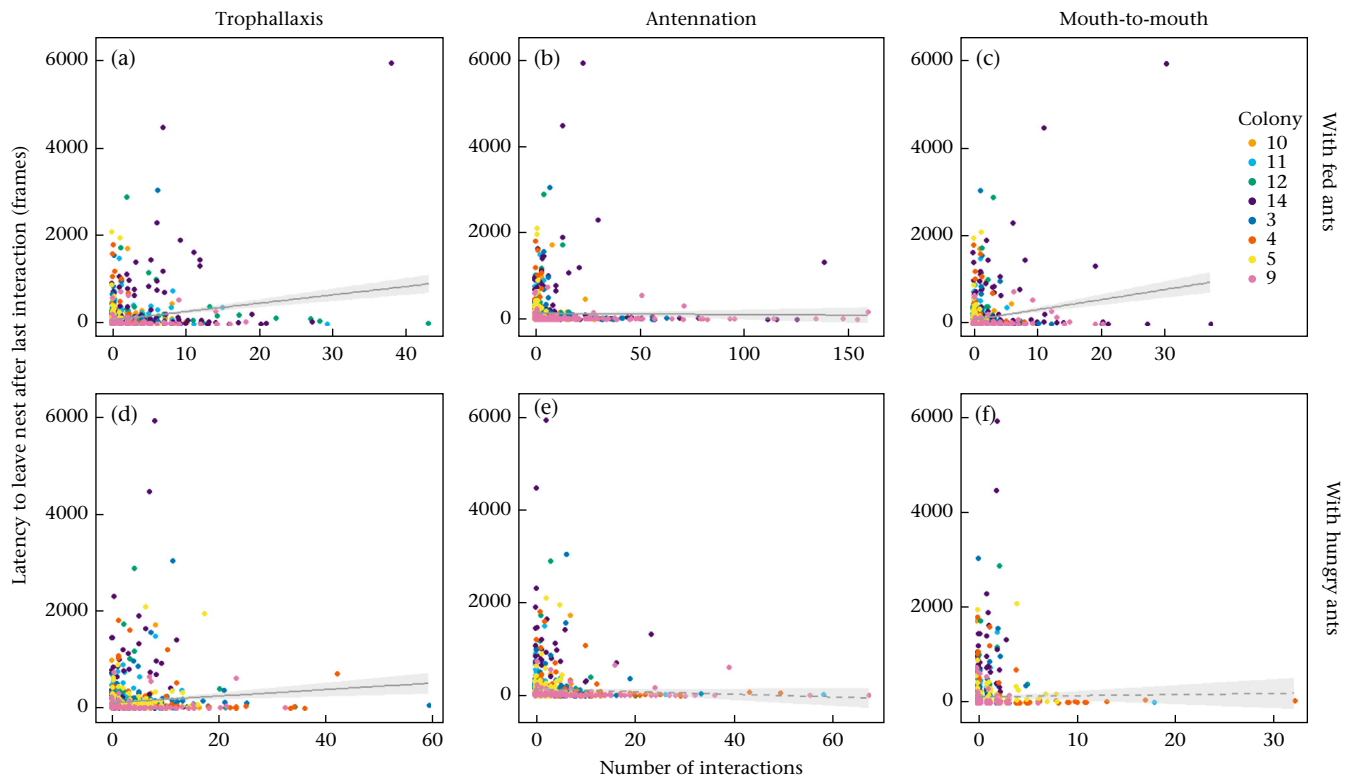 Trophallaxis Antennation Mouth-to-mouth
(a) (b) (c)
6000 6000 6000
4000 4000 4000
2000 2000 2000
0 0 0
0 10 20 30 40 0 50 100 150 0 10 20 30
Colony
10
11
12
14
3
4
5
9
With fed ants
Latency to leave nest after last interaction (frames)
(d) (e) (f)
6000 6000 6000
4000 4000 4000
2000 2000 2000
0 0 0
0 20 40 60 0 20 40 60 0 10 20 30
With hungry ants
Number of interactions